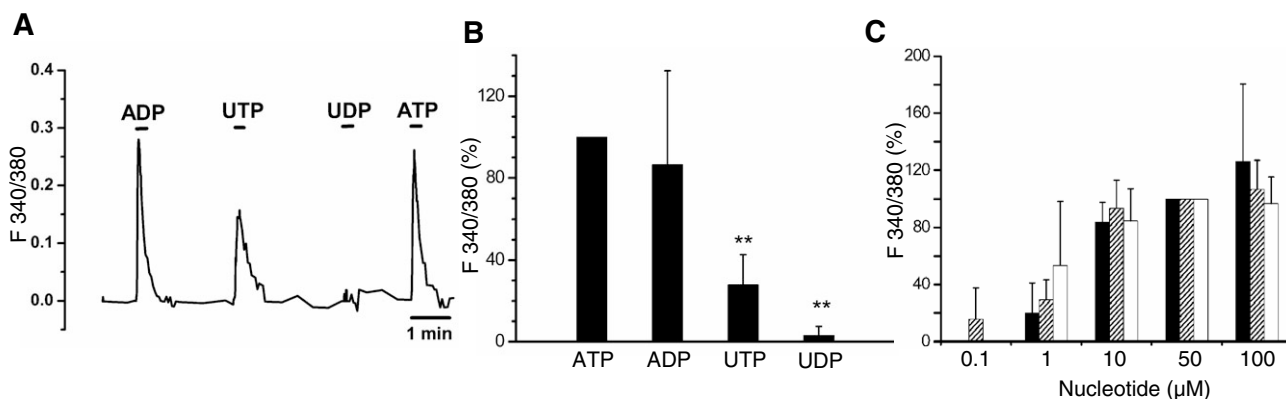 A
B
C
0.4
0.3
0.2
0.1
0.0
F 340/380
ADP
UTP
UDP
ATP
1 min
120
80
40
0
F 340/380 (%)
**
**
ATP
ADP
UTP
UDP
200
160
120
80
40
0
F 340/380 (%)
0.1
1
10
50
100
Nucleotide (µM)